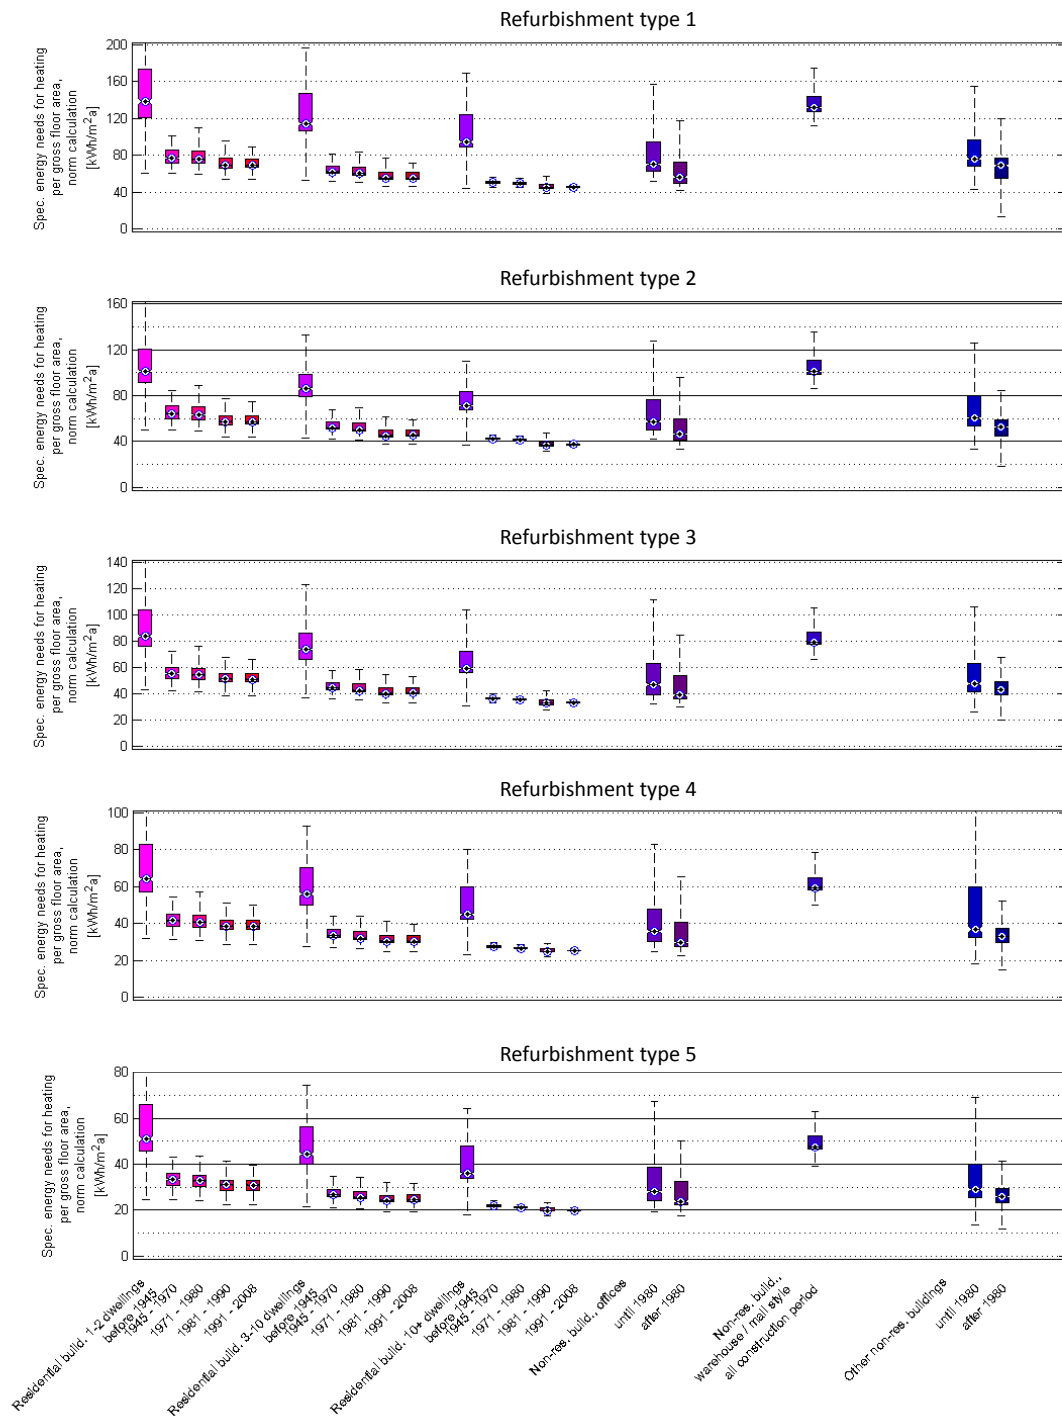 Refurbishment type 1
Spec. energy needs for heating
per gross floor area,
norm calculation
[kWh/m²a]
200
160
120
80
40
0
Refurbishment type 2
Spec. energy needs for heating
per gross floor area,
norm calculation
[kWh/m²a]
160
120
80
40
0
Refurbishment type 3
Spec. energy needs for heating
per gross floor area,
norm calculation
[kWh/m²a]
140
120
100
80
60
40
20
0
Refurbishment type 4
Spec. energy needs for heating
per gross floor area,
norm calculation
[kWh/m²a]
100
80
60
40
20
0
Refurbishment type 5
Spec. energy needs for heating
per gross floor area,
norm calculation
[kWh/m²a]
80
60
40
20
0
Residential build. 1-2 dwellings
before 1945
1945 - 1970
1971 - 1980
1981 - 1990
1991 - 2008
Residential build. 3-10 dwellings
before 1945
1945 - 1970
1971 - 1980
1981 - 1990
1991 - 2008
Residential build. 10+ dwellings
before 1945
1945 - 1970
1971 - 1980
1981 - 1990
1991 - 2008
Non-res. build., offices
until 1980
after 1980
Non-res. build.,
warehouse / mall style
all construction period
Other non-res. buildings
until 1980
after 1980